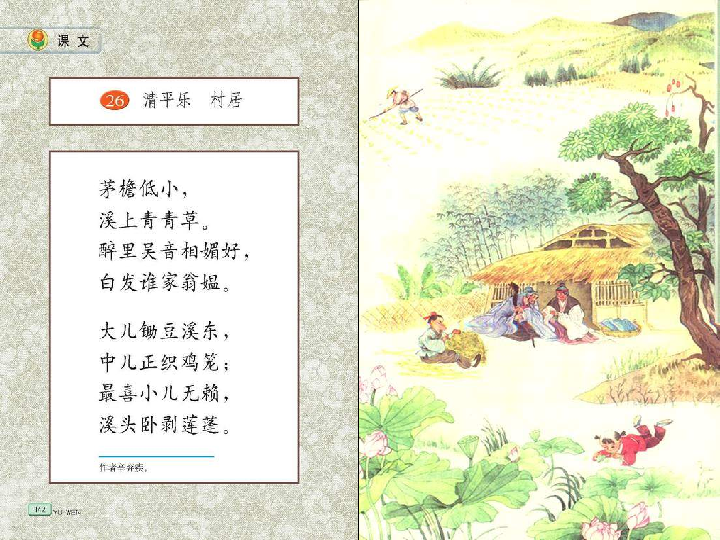 课文
26 清平乐 村居
茅檐低小，
溪上青青草。
醉里吴音相媚好，
白发谁家翁媪。
大儿锄豆溪东，
中儿正织鸡笼；
最喜小儿无赖，
溪头卧剥莲蓬。
作者辛弃疾。
142 YU WEN